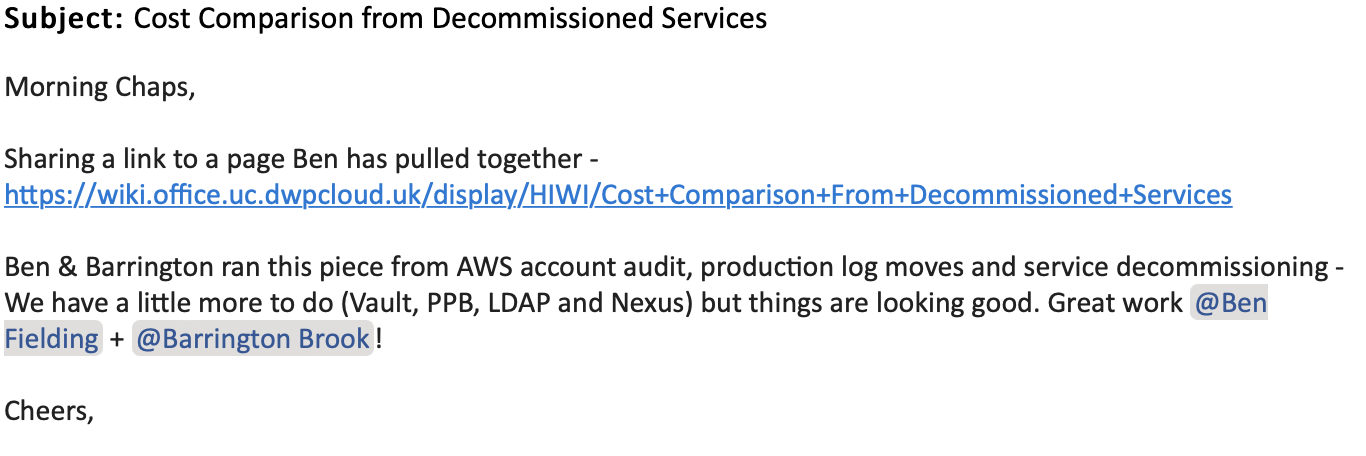 Subject: Cost Comparison from Decommissioned Services
Morning Chaps,
Sharing a link to a page Ben has pulled together -
https://wiki.office.uc.dwpcloud.uk/display/HIWI/Cost+Comparison+From+Decommissioned+Services
Ben & Barrington ran this piece from AWS account audit, production log moves and service decommissioning -
We have a little more to do (Vault, PPB, LDAP and Nexus) but things are looking good. Great work @Ben
Fielding + @Barrington Brook!
Cheers,